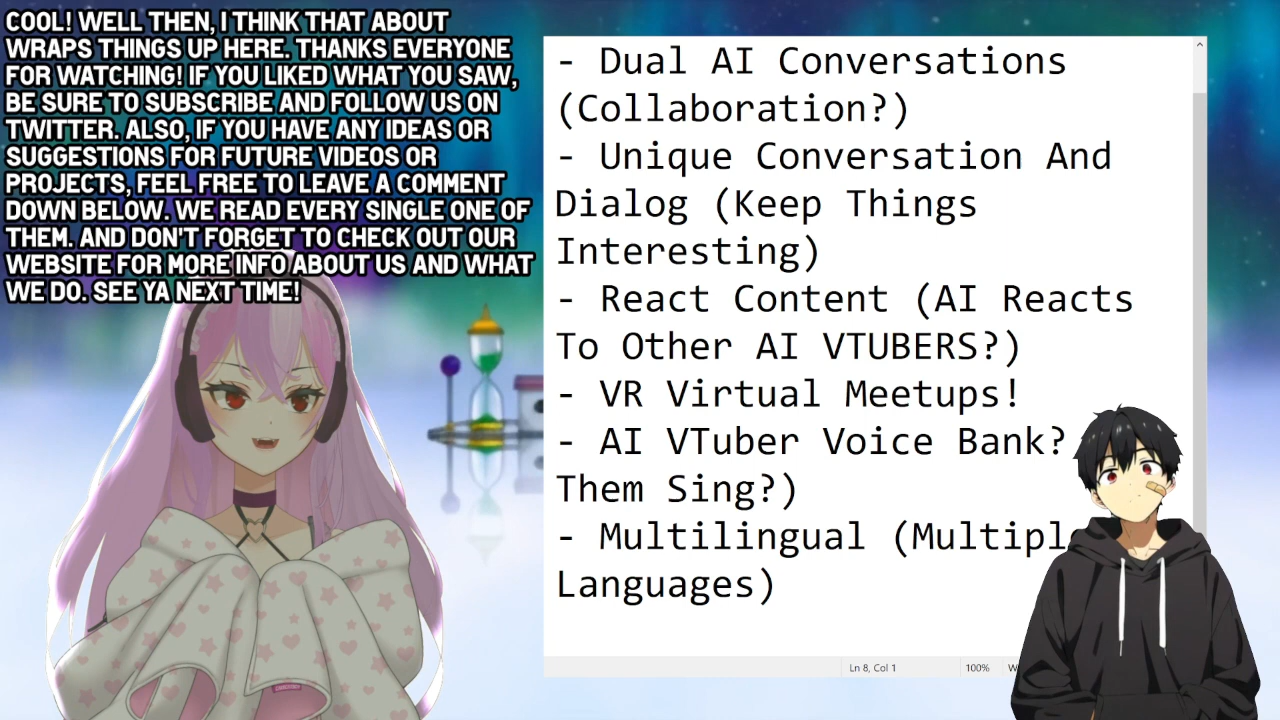 COOL! WELL THEN, I THINK THAT ABOUT
WRAPS THINGS UP HERE. THANKS EVERYONE
FOR WATCHING! IF YOU LIKED WHAT YOU SAW,
BE SURE TO SUBSCRIBE AND FOLLOW US ON
TWITTER. ALSO, IF YOU HAVE ANY IDEAS OR
SUGGESTIONS FOR FUTURE VIDEOS OR
PROJECTS, FEEL FREE TO LEAVE A COMMENT
DOWN BELOW. WE READ EVERY SINGLE ONE OF
THEM. AND DON'T FORGET TO CHECK OUT OUR
WEBSITE FOR MORE INFO ABOUT US AND WHAT
WE DO. SEE YA NEXT TIME!
- Dual AI Conversations
(Collaboration?)
- Unique Conversation And
Dialog (Keep Things
Interesting)
- React Content (AI Reacts
To Other AI VTUBERS?)
- VR Virtual Meetups!
- AI VTuber Voice Bank?
Them Sing?)
- Multilingual (Multipl
Languages)
Ln 8, Col 1
100%